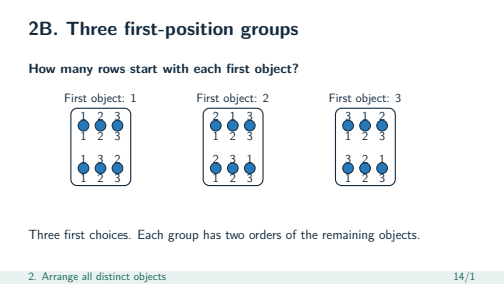 2B. Three first-position groups
How many rows start with each first object?
First object: 1 First object: 2 First object: 3
1 2 3 2 1 3 3 1 2
1 2 3 1 2 3 1 2 3
1 3 2 2 3 1 3 2 1
1 2 3 1 2 3 1 2 3
Three first choices. Each group has two orders of the remaining objects.
2. Arrange all distinct objects 14/1